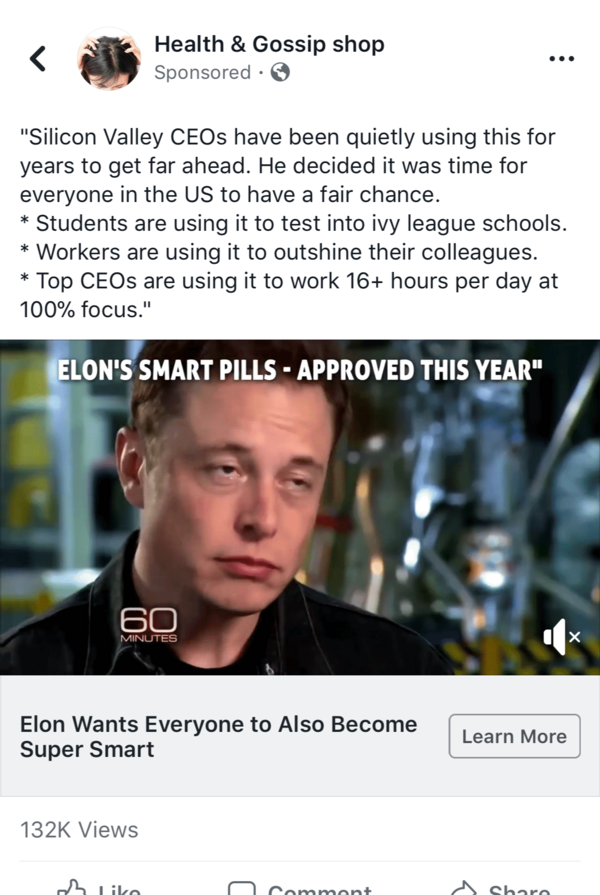 Health & Gossip shop
Sponsored ·
"Silicon Valley CEOs have been quietly using this for
years to get far ahead. He decided it was time for
everyone in the US to have a fair chance.
* Students are using it to test into ivy league schools.
* Workers are using it to outshine their colleagues.
* Top CEOs are using it to work 16+ hours per day at
100% focus."
ELON'S SMART PILLS - APPROVED THIS YEAR"
60
MINUTES
Elon Wants Everyone to Also Become
Super Smart
Learn More
132K Views
Like Comment Share